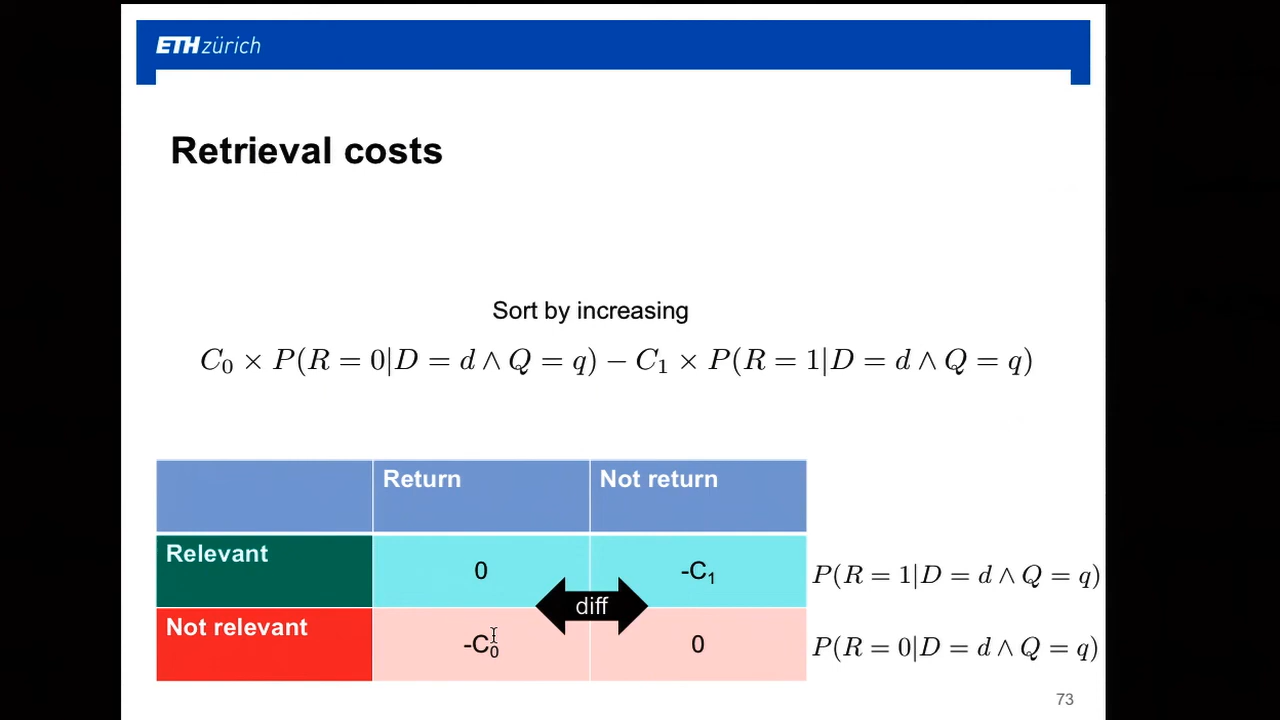 ETH zürich
Retrieval costs
Sort by increasing
C₀ × P(R = 0|D = d ∧ Q = q) − C₁ × P(R = 1|D = d ∧ Q = q)
Return Not return
Relevant 0 -C₁ P(R = 1|D = d ∧ Q = q)
diff
Not relevant -C₀ 0 P(R = 0|D = d ∧ Q = q)
73